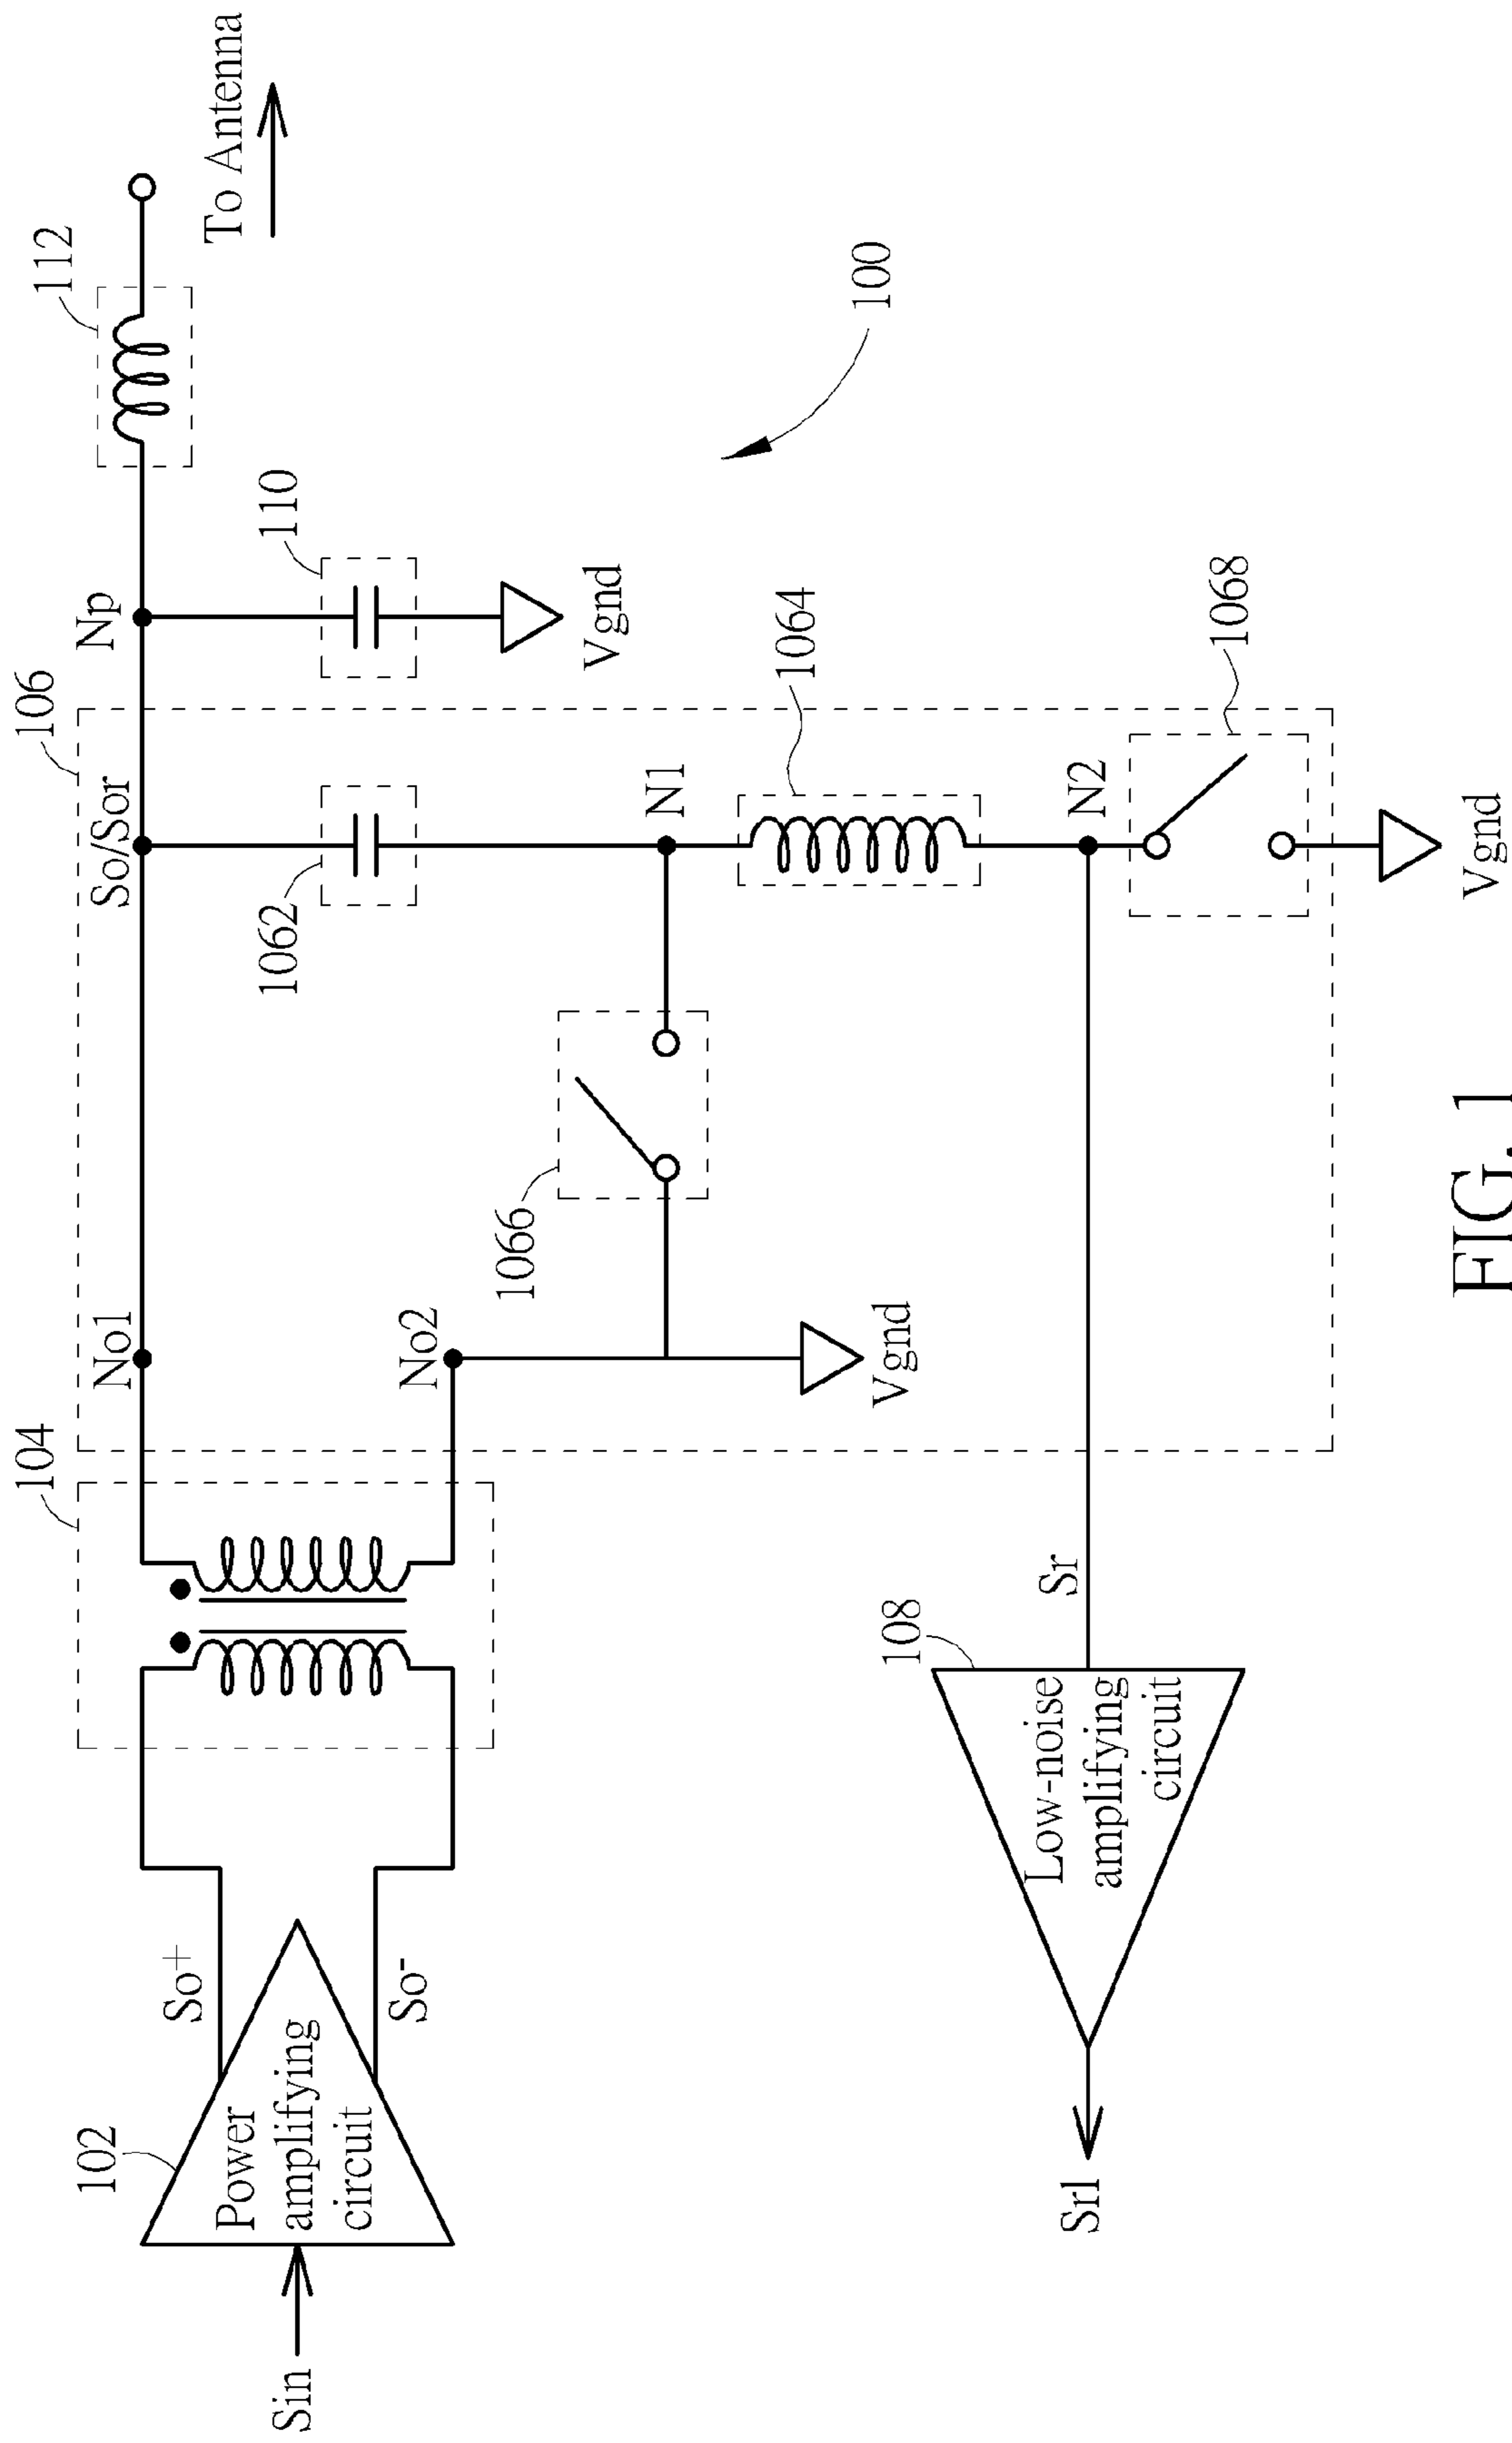 106
104
112
So/Sor
Np
No1
102
So+
1062
110
To Antenna
Power
amplifying
circuit
Sin
So-
No2
1066
N1
Vgnd
1064
Vgnd
108
100
Sr
N2
Low-noise
amplifying
circuit
Srl
1068
Vgnd
FIG. 1